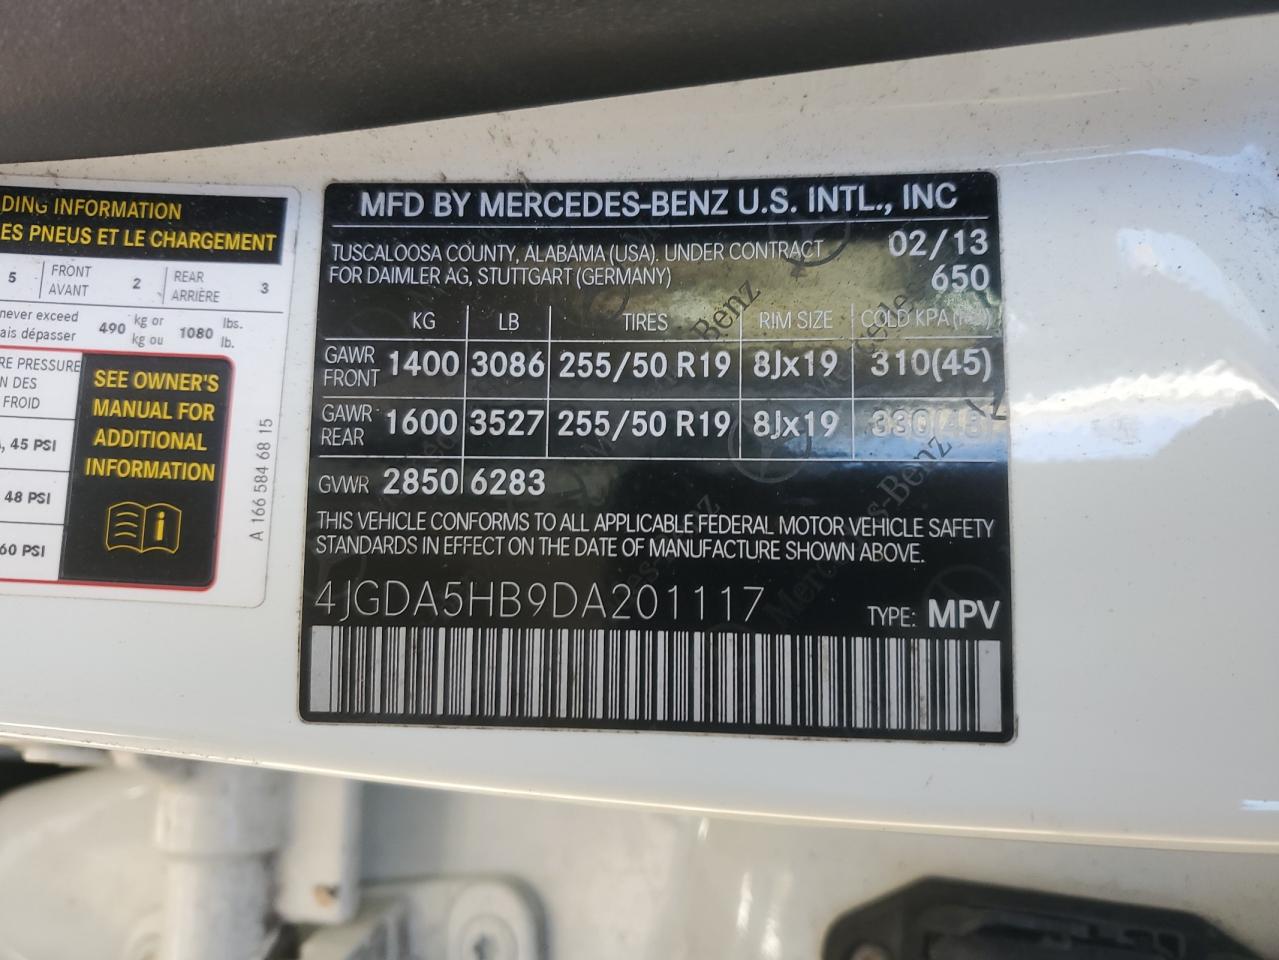 DING INFORMATION
ES PNEUS ET LE CHARGEMENT
5 FRONT AVANT 2 REAR ARRIÈRE 3
never exceed
ais dépasser 490 kg or kg ou 1080 lbs. lb.
RE PRESSURE
N DES
FROID
, 45 PSI
48 PSI
60 PSI
SEE OWNER'S
MANUAL FOR
ADDITIONAL
INFORMATION
A 166 584 68 15
MFD BY MERCEDES-BENZ U.S. INTL., INC
TUSCALOOSA COUNTY, ALABAMA (USA). UNDER CONTRACT 02/13
FOR DAIMLER AG, STUTTGART (GERMANY) 650
KG LB TIRES RIM SIZE COLD KPA
GAWR FRONT 1400 3086 255/50 R19 8Jx19 310(45)
GAWR REAR 1600 3527 255/50 R19 8Jx19 330(48)
GVWR 2850 6283
THIS VEHICLE CONFORMS TO ALL APPLICABLE FEDERAL MOTOR VEHICLE SAFETY
STANDARDS IN EFFECT ON THE DATE OF MANUFACTURE SHOWN ABOVE.
4JGDA5HB9DA201117 TYPE: MPV